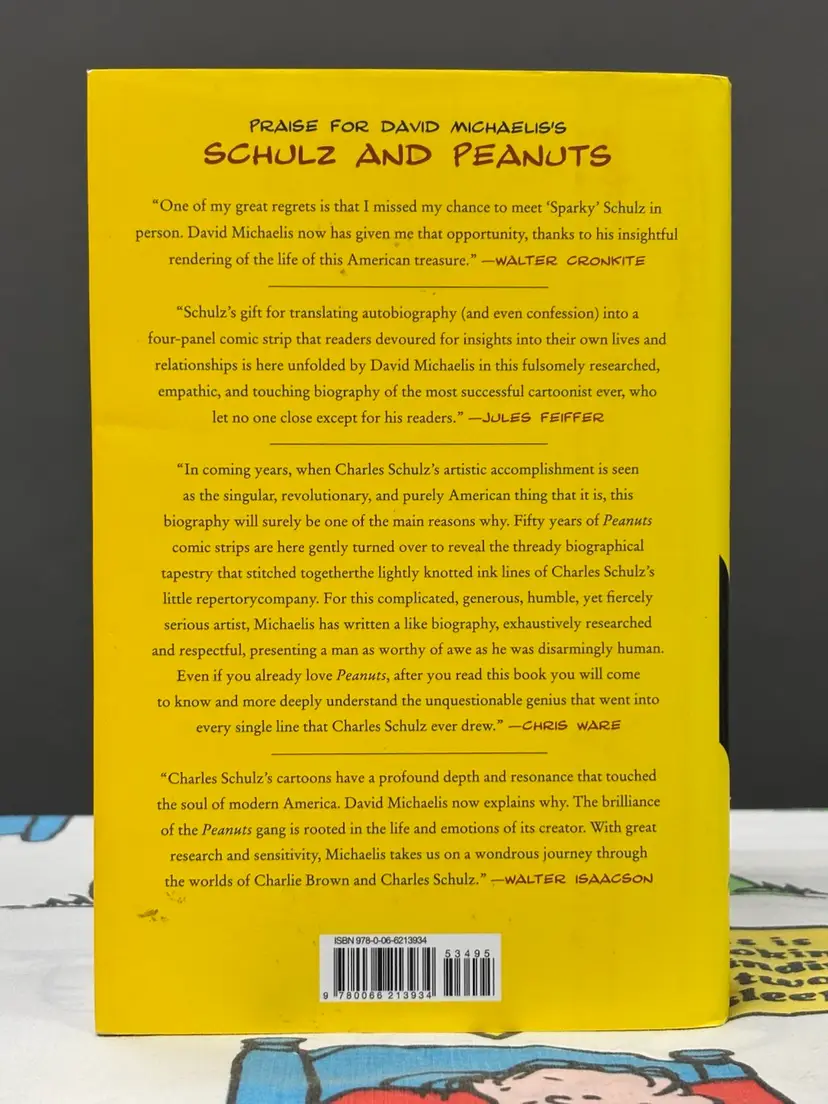 PRAISE FOR DAVID MICHAELIS'S
SCHULZ AND PEANUTS
“One of my great regrets is that I missed my chance to meet ‘Sparky’ Schulz in
person. David Michaelis now has given me that opportunity, thanks to his insightful
rendering of the life of this American treasure.” —WALTER CRONKITE
“Schulz’s gift for translating autobiography (and even confession) into a
four-panel comic strip that readers devoured for insights into their own lives and
relationships is here unfolded by David Michaelis in this fulsomely researched,
empathic, and touching biography of the most successful cartoonist ever, who
let no one close except for his readers.” —JULES FEIFFER
“In coming years, when Charles Schulz’s artistic accomplishment is seen
as the singular, revolutionary, and purely American thing that it is, this
biography will surely be one of the main reasons why. Fifty years of Peanuts
comic strips are here gently turned over to reveal the thready biographical
tapestry that stitched togetherthe lightly knotted ink lines of Charles Schulz’s
little repertorycompany. For this complicated, generous, humble, yet fiercely
serious artist, Michaelis has written a like biography, exhaustively researched
and respectful, presenting a man as worthy of awe as he was disarmingly human.
Even if you already love Peanuts, after you read this book you will come
to know and more deeply understand the unquestionable genius that went into
every single line that Charles Schulz ever drew.” —CHRIS WARE
“Charles Schulz’s cartoons have a profound depth and resonance that touched
the soul of modern America. David Michaelis now explains why. The brilliance
of the Peanuts gang is rooted in the life and emotions of its creator. With great
research and sensitivity, Michaelis takes us on a wondrous journey through
the worlds of Charlie Brown and Charles Schulz.” —WALTER ISAACSON
ISBN 978-0-06-6213934
53495
9 780066 213934
is
two